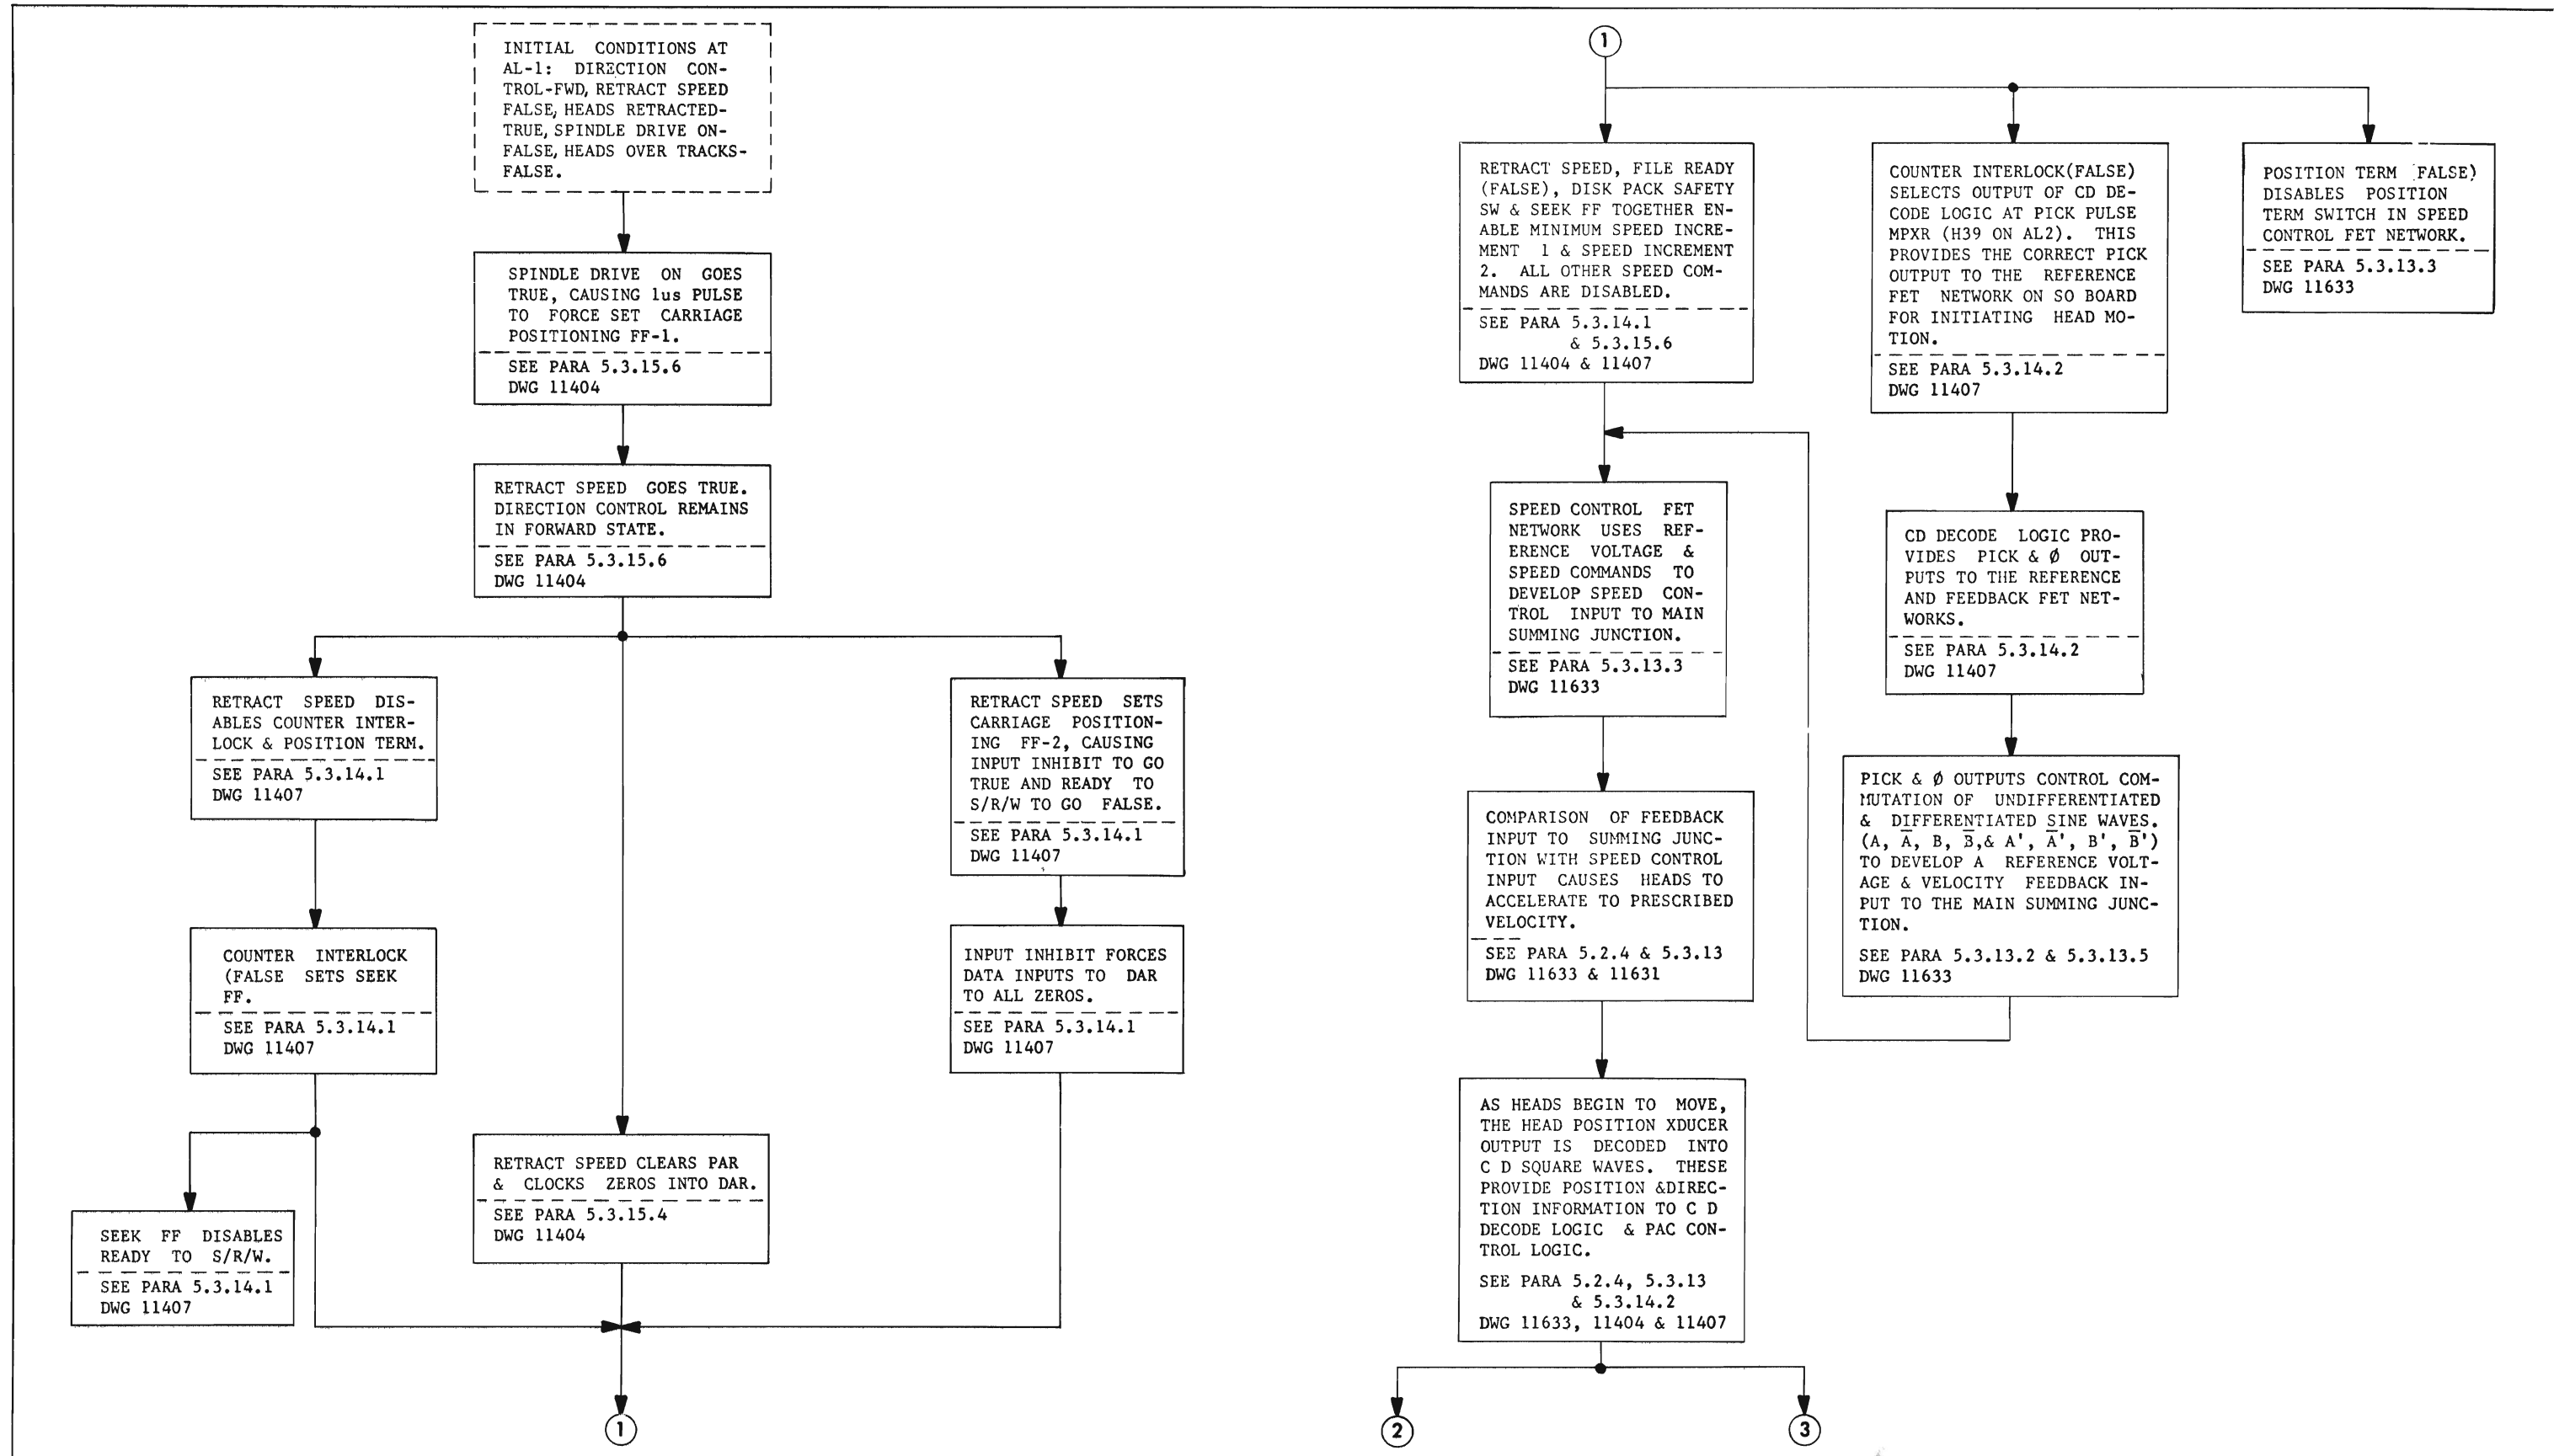 INITIAL CONDITIONS AT
AL-1: DIRECTION CON-
TROL-FWD, RETRACT SPEED
FALSE, HEADS RETRACTED-
TRUE, SPINDLE DRIVE ON-
FALSE, HEADS OVER TRACKS-
FALSE.
SPINDLE DRIVE ON GOES
TRUE, CAUSING 1us PULSE
TO FORCE SET CARRIAGE
POSITIONING FF-1.
SEE PARA 5.3.15.6
DWG 11404
RETRACT SPEED GOES TRUE.
DIRECTION CONTROL REMAINS
IN FORWARD STATE.
SEE PARA 5.3.15.6
DWG 11404
RETRACT SPEED DIS-
ABLES COUNTER INTER-
LOCK & POSITION TERM.
SEE PARA 5.3.14.1
DWG 11407
COUNTER INTERLOCK
(FALSE SETS SEEK
FF.
SEE PARA 5.3.14.1
DWG 11407
SEEK FF DISABLES
READY TO S/R/W.
SEE PARA 5.3.14.1
DWG 11407
RETRACT SPEED CLEARS PAR
& CLOCKS ZEROS INTO DAR.
SEE PARA 5.3.15.4
DWG 11404
RETRACT SPEED SETS
CARRIAGE POSITION-
ING FF-2, CAUSING
INPUT INHIBIT TO GO
TRUE AND READY TO
S/R/W TO GO FALSE.
SEE PARA 5.3.14.1
DWG 11407
INPUT INHIBIT FORCES
DATA INPUTS TO DAR
TO ALL ZEROS.
SEE PARA 5.3.14.1
DWG 11407
1
1
RETRACT SPEED, FILE READY
(FALSE), DISK PACK SAFETY
SW & SEEK FF TOGETHER EN-
ABLE MINIMUM SPEED INCRE-
MENT 1 & SPEED INCREMENT
2. ALL OTHER SPEED COM-
MANDS ARE DISABLED.
SEE PARA 5.3.14.1
& 5.3.15.6
DWG 11404 & 11407
SPEED CONTROL FET
NETWORK USES REF-
ERENCE VOLTAGE &
SPEED COMMANDS TO
DEVELOP SPEED CON-
TROL INPUT TO MAIN
SUMMING JUNCTION.
SEE PARA 5.3.13.3
DWG 11633
COMPARISON OF FEEDBACK
INPUT TO SUMMING JUNC-
TION WITH SPEED CONTROL
INPUT CAUSES HEADS TO
ACCELERATE TO PRESCRIBED
VELOCITY.
SEE PARA 5.2.4 & 5.3.13
DWG 11633 & 11631
AS HEADS BEGIN TO MOVE,
THE HEAD POSITION XDUCER
OUTPUT IS DECODED INTO
C D SQUARE WAVES. THESE
PROVIDE POSITION &DIREC-
TION INFORMATION TO C D
DECODE LOGIC & PAC CON-
TROL LOGIC.
SEE PARA 5.2.4, 5.3.13
& 5.3.14.2
DWG 11633, 11404 & 11407
2
3
COUNTER INTERLOCK(FALSE)
SELECTS OUTPUT OF CD DE-
CODE LOGIC AT PICK PULSE
MPXR (H39 ON AL2). THIS
PROVIDES THE CORRECT PICK
OUTPUT TO THE REFERENCE
FET NETWORK ON SO BOARD
FOR INITIATING HEAD MO-
TION.
SEE PARA 5.3.14.2
DWG 11407
CD DECODE LOGIC PRO-
VIDES PICK & Ø OUT-
PUTS TO THE REFERENCE
AND FEEDBACK FET NET-
WORKS.
SEE PARA 5.3.14.2
DWG 11407
PICK & Ø OUTPUTS CONTROL COM-
MUTATION OF UNDIFFERENTIATED
& DIFFERENTIATED SINE WAVES.
(A, A̅, B, B̅,& A', A̅', B', B̅')
TO DEVELOP A REFERENCE VOLT-
AGE & VELOCITY FEEDBACK IN-
PUT TO THE MAIN SUMMING JUNC-
TION.
SEE PARA 5.3.13.2 & 5.3.13.5
DWG 11633
POSITION TERM FALSE)
DISABLES POSITION
TERM SWITCH IN SPEED
CONTROL FET NETWORK.
SEE PARA 5.3.13.3
DWG 11633